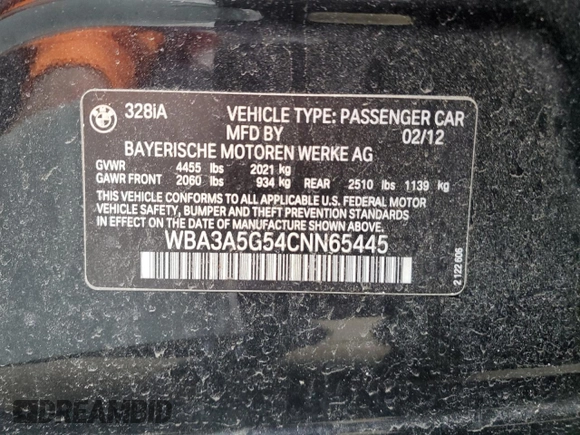 328iA VEHICLE TYPE: PASSENGER CAR
MFD BY 02/12
BAYERISCHE MOTOREN WERKE AG
GVWR 4455 lbs 2021 kg
GAWR FRONT 2060 lbs 934 kg REAR 2510 lbs 1139 kg
THIS VEHICLE CONFORMS TO ALL APPLICABLE U.S. FEDERAL MOTOR
VEHICLE SAFETY, BUMPER AND THEFT PREVENTION STANDARDS
IN EFFECT ON THE DATE OF MANUFACTURE SHOWN ABOVE.
WBA3A5G54CNN65445
2 122 606
DREAMBID